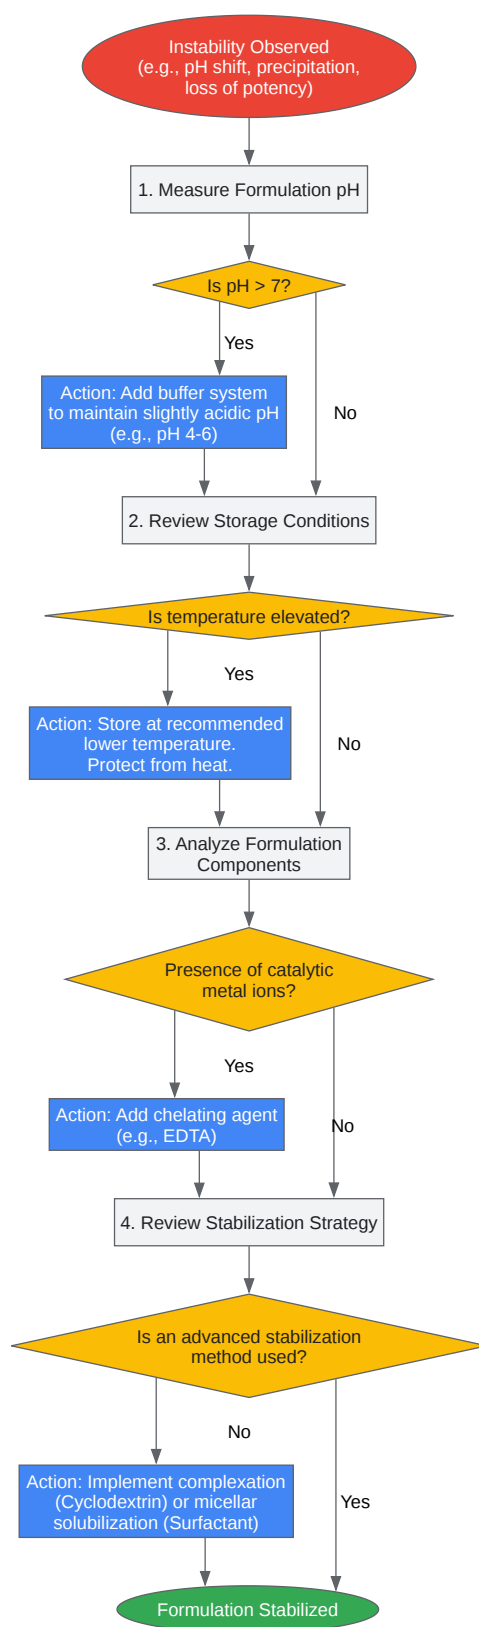 Instability Observed
(e.g., pH shift, precipitation,
loss of potency)
1. Measure Formulation pH
Is pH > 7?
Yes
Action: Add buffer system
to maintain slightly acidic pH
(e.g., pH 4-6)
No
2. Review Storage Conditions
Is temperature elevated?
Yes
Action: Store at recommended
lower temperature.
Protect from heat.
No
3. Analyze Formulation
Components
Presence of catalytic
metal ions?
Yes
Action: Add chelating agent
(e.g., EDTA)
No
4. Review Stabilization Strategy
Is an advanced stabilization
method used?
No
Action: Implement complexation
(Cyclodextrin) or micellar
solubilization (Surfactant)
Yes
Formulation Stabilized